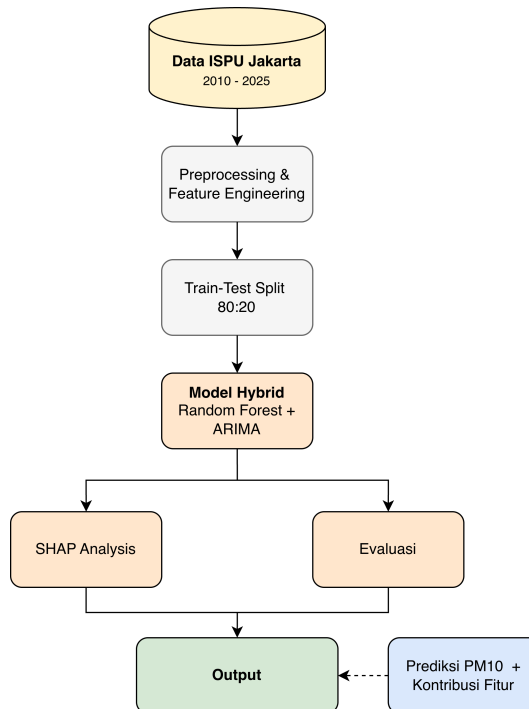 Data ISPU Jakarta
2010 - 2025
Preprocessing &
Feature Engineering
Train-Test Split
80:20
Model Hybrid
Random Forest +
ARIMA
SHAP Analysis
Evaluasi
Output
Prediksi PM10 +
Kontribusi Fitur